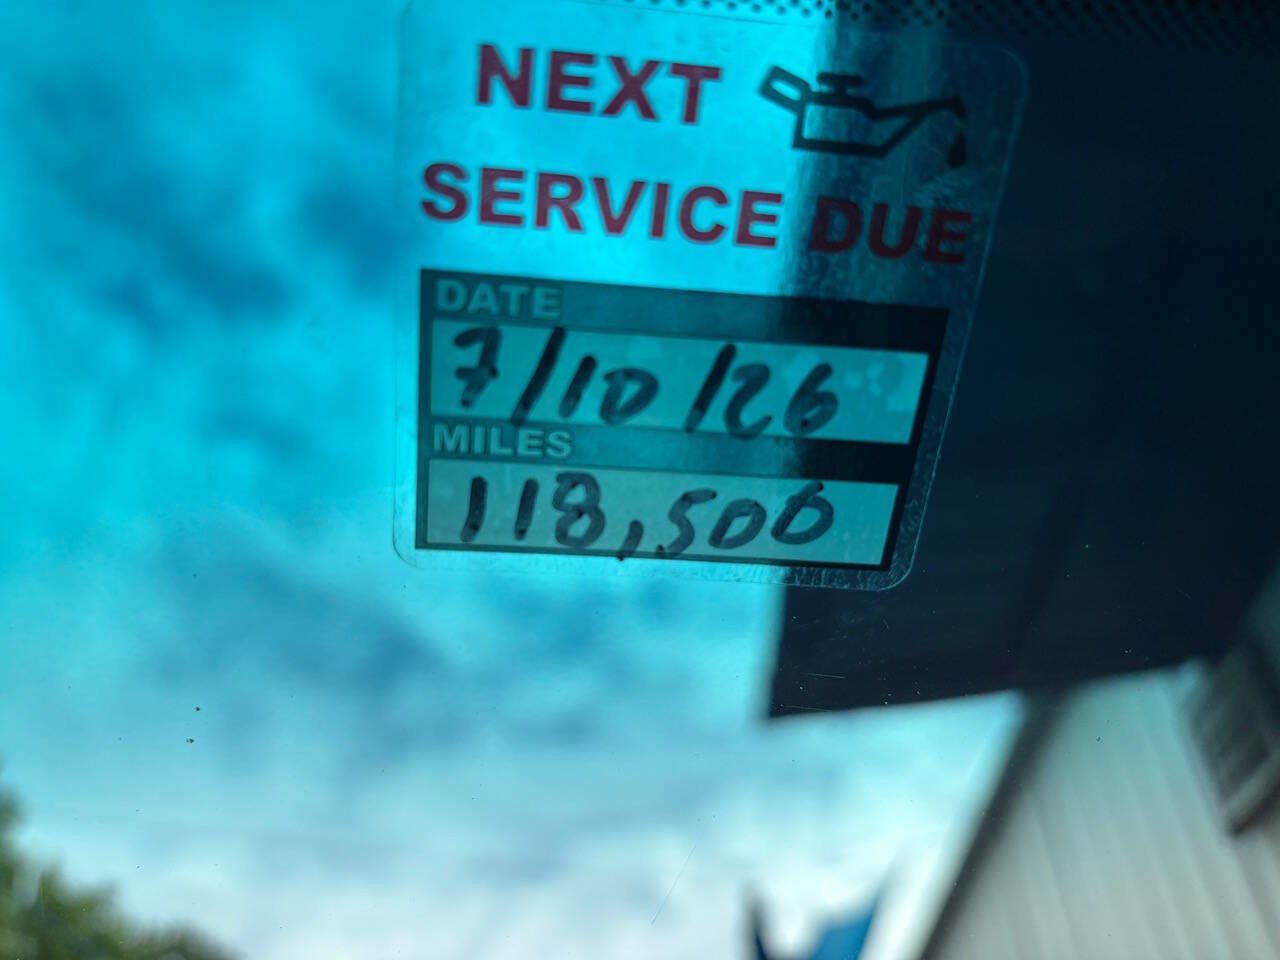 NEXT
SERVICE DUE
DATE
7/10/26
MILES
118,500